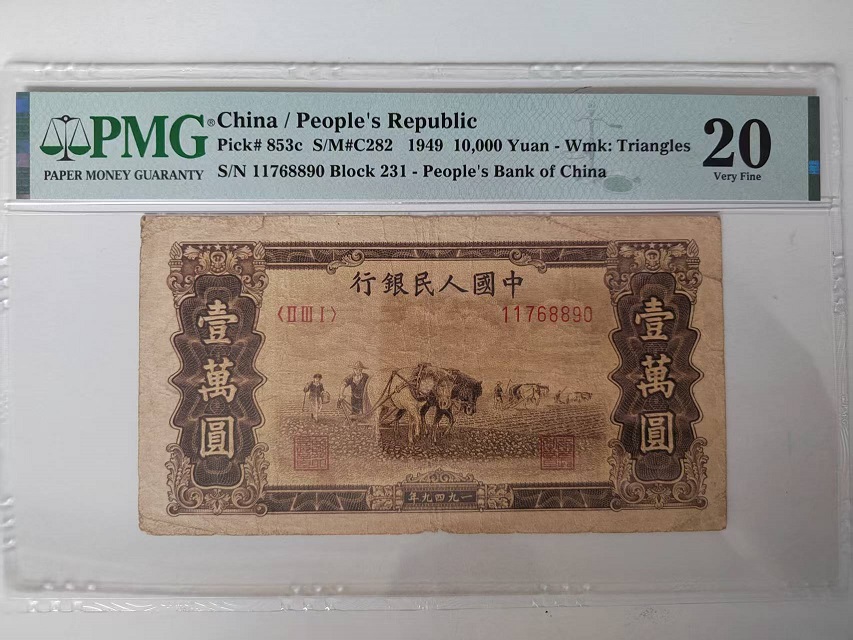 PMG®
PAPER MONEY GUARANTY
China / People's Republic
Pick# 853c S/M#C282 1949 10,000 Yuan - Wmk: Triangles
S/N 11768890 Block 231 - People's Bank of China
20
Very Fine
行銀民人國中
〈II III I〉
11768890
壹萬圓
壹萬圓
年九四九一